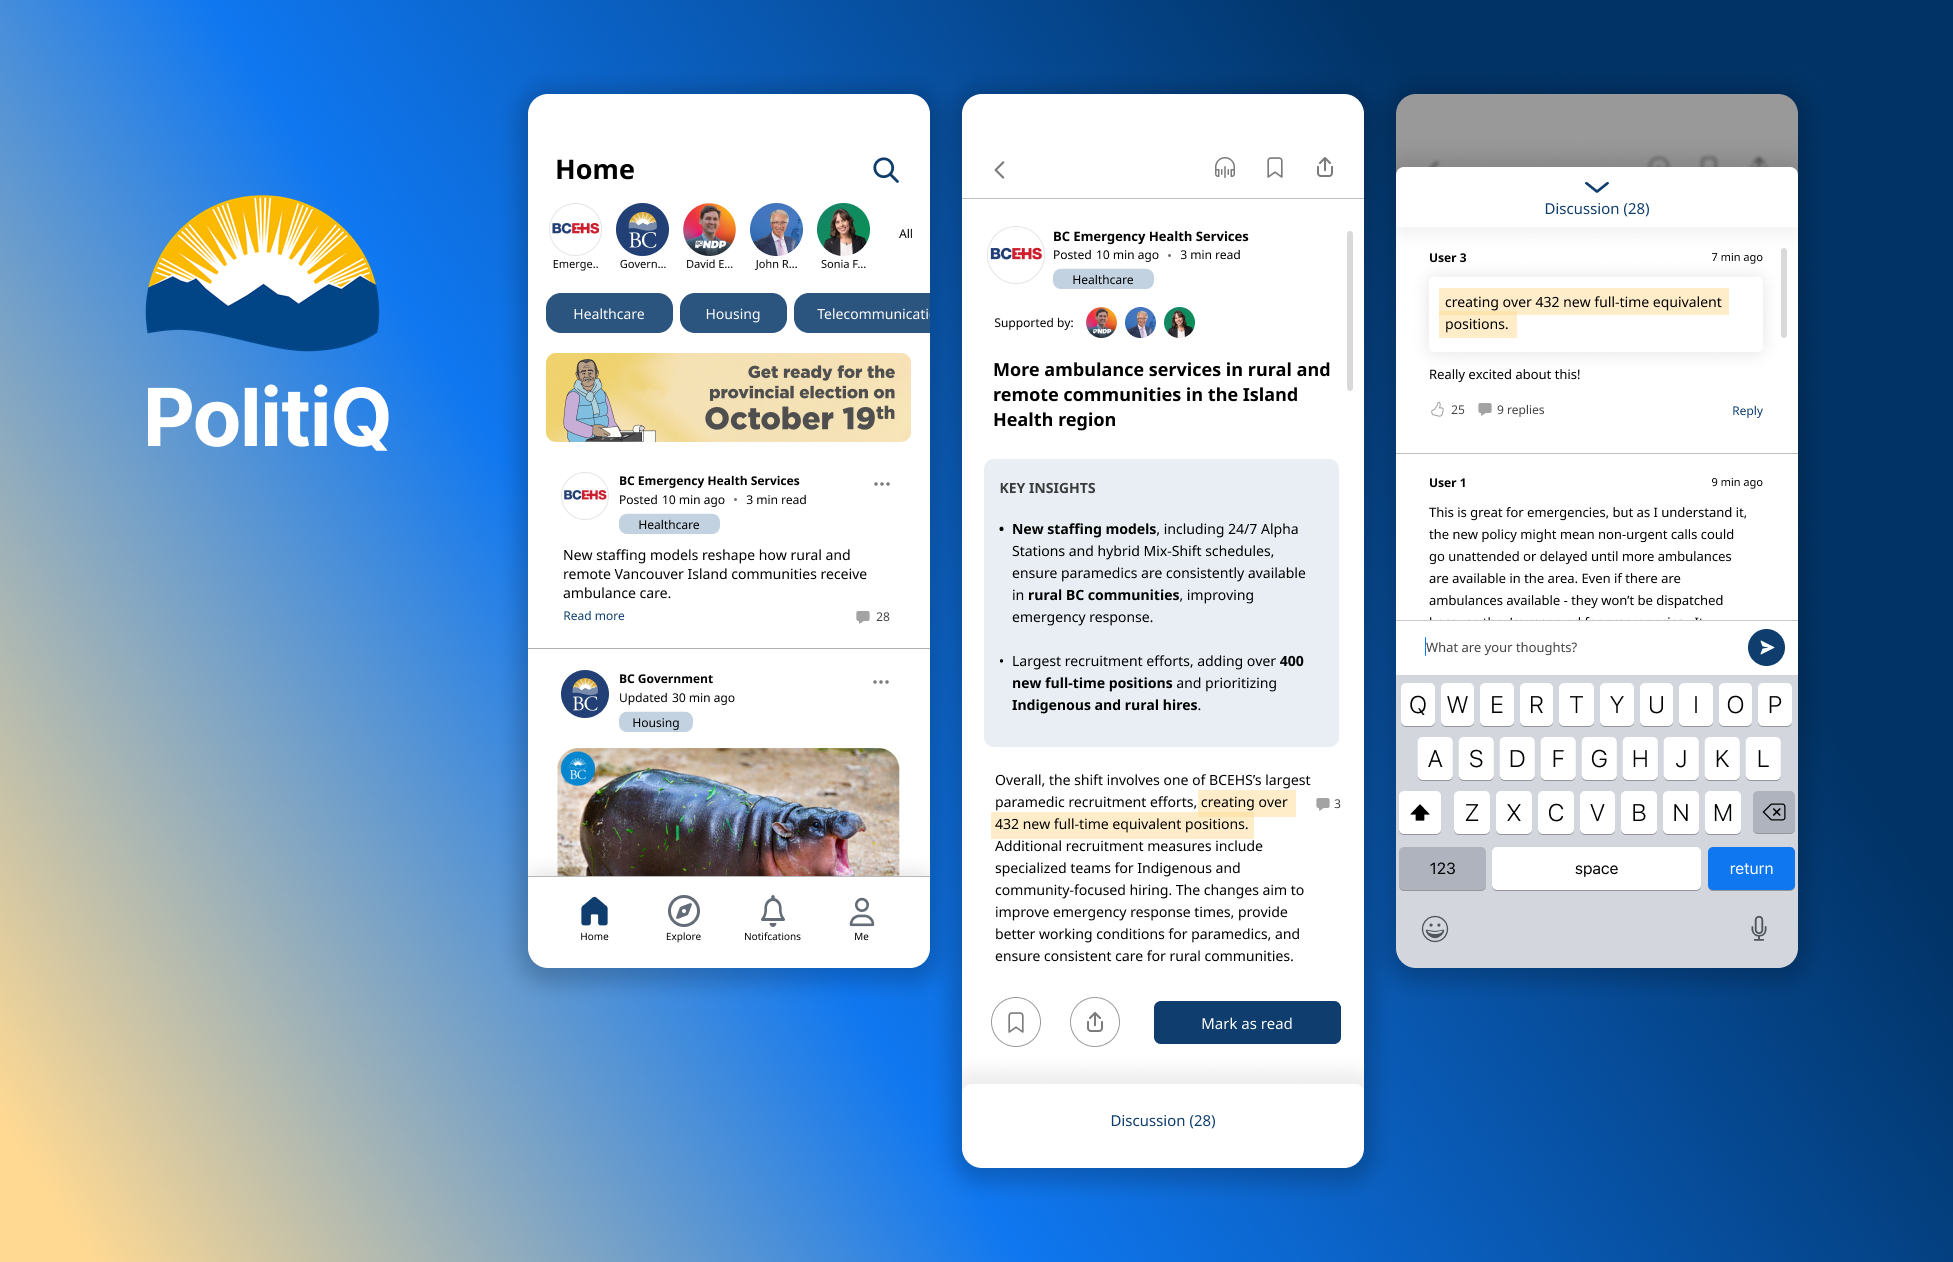 PolitiQ
Home
BCEHS
BC
NDP
Emerge..
Govern...
David E...
John R...
Sonia F...
All
Healthcare
Housing
Telecommunicati
Get ready for the
provincial election on
October 19th
BCEHS
BC Emergency Health Services
Posted 10 min ago • 3 min read
Healthcare
New staffing models reshape how rural and
remote Vancouver Island communities receive
ambulance care.
Read more
28
BC
BC Government
Updated 30 min ago
Housing
BC
Home
Explore
Notifcations
Me
BCEHS
BC Emergency Health Services
Posted 10 min ago • 3 min read
Healthcare
Supported by:
NDP
More ambulance services in rural and
remote communities in the Island
Health region
KEY INSIGHTS
• New staffing models, including 24/7 Alpha
Stations and hybrid Mix-Shift schedules,
ensure paramedics are consistently available
in rural BC communities, improving
emergency response.
• Largest recruitment efforts, adding over 400
new full-time positions and prioritizing
Indigenous and rural hires.
Overall, the shift involves one of BCEHS's largest
paramedic recruitment efforts, creating over
3
432 new full-time equivalent positions.
Additional recruitment measures include
specialized teams for Indigenous and
community-focused hiring. The changes aim to
improve emergency response times, provide
better working conditions for paramedics, and
ensure consistent care for rural communities.
Mark as read
Discussion (28)
Discussion (28)
User 3
7 min ago
creating over 432 new full-time equivalent
positions.
Really excited about this!
25
9 replies
Reply
User 1
9 min ago
This is great for emergencies, but as I understand it,
the new policy might mean non-urgent calls could
go unattended or delayed until more ambulances
are available in the area. Even if there are
ambulances available - they won't be dispatched
What are your thoughts?
Q W E R T Y U I O P
A S D F G H J K L
Z X C V B N M
123
space
return